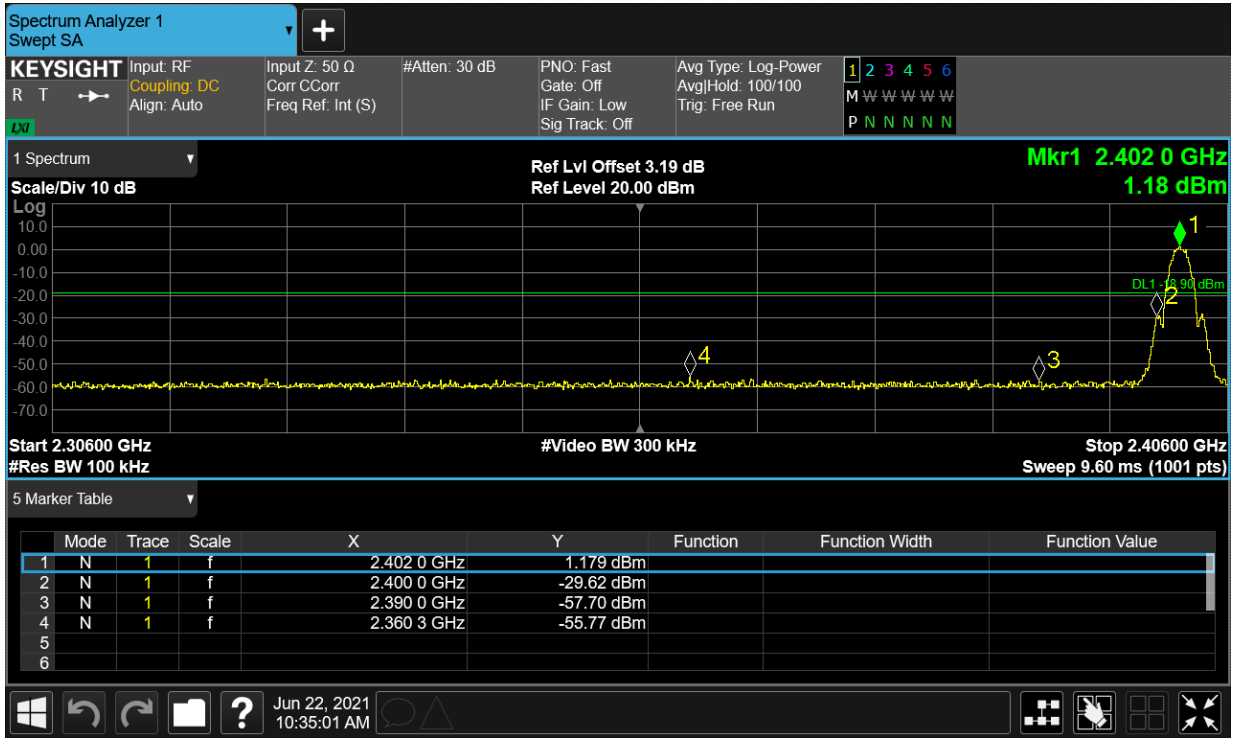 Spectrum Analyzer 1
Swept SA
+
KEYSIGHT
R T
LXI
Input: RF
Coupling: DC
Align: Auto
Input Z: 50 Ω
Corr CCorr
Freq Ref: Int (S)
#Atten: 30 dB
PNO: Fast
Gate: Off
IF Gain: Low
Sig Track: Off
Avg Type: Log-Power
Avg|Hold: 100/100
Trig: Free Run
1 2 3 4 5 6
M W W W W W
P N N N N N
1 Spectrum
Scale/Div 10 dB
Ref Lvl Offset 3.19 dB
Ref Level 20.00 dBm
Mkr1 2.402 0 GHz
1.18 dBm
Log
10.0
0.00
-10.0
-20.0
-30.0
-40.0
-50.0
-60.0
-70.0
1
DL1 -18.90 dBm
2
4
3
Start 2.30600 GHz
#Res BW 100 kHz
#Video BW 300 kHz
Stop 2.40600 GHz
Sweep 9.60 ms (1001 pts)
5 Marker Table
Mode Trace Scale X Y Function Function Width Function Value
1 N 1 f 2.402 0 GHz 1.179 dBm
2 N 1 f 2.400 0 GHz -29.62 dBm
3 N 1 f 2.390 0 GHz -57.70 dBm
4 N 1 f 2.360 3 GHz -55.77 dBm
5
6
?
Jun 22, 2021
10:35:01 AM